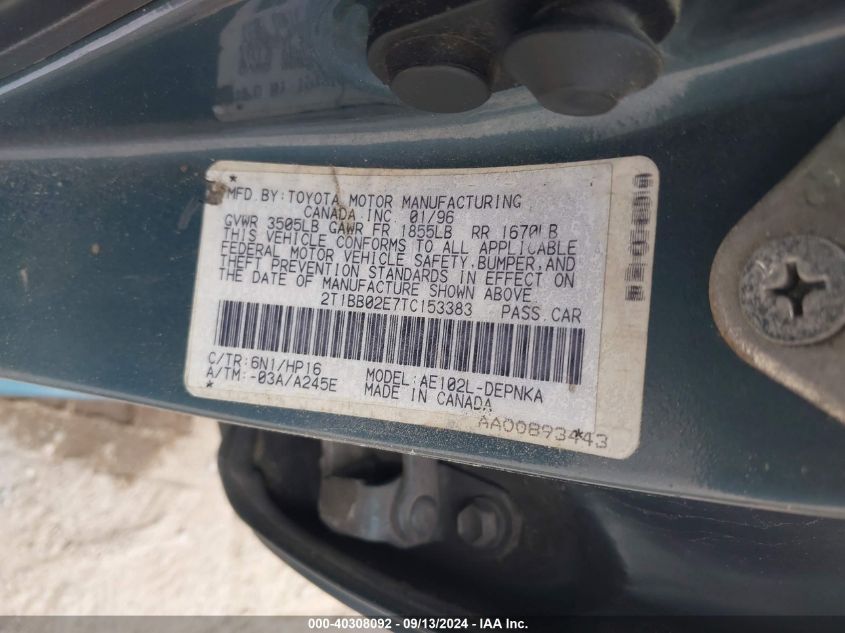 *
MFD BY: TOYOTA MOTOR MANUFACTURING
CANADA INC. 01/96
GVWR 3505LB GAWR FR 1855LB RR 1670LB
THIS VEHICLE CONFORMS TO ALL APPLICABLE
FEDERAL MOTOR VEHICLE SAFETY, BUMPER, AND
THEFT PREVENTION STANDARDS IN EFFECT ON
THE DATE OF MANUFACTURE SHOWN ABOVE.
2T1BB02E7TC153383 PASS. CAR
C/TR: 6N1/HP16 MODEL: AE102L-DEPNKA
A/TM: -03A/A245E MADE IN CANADA
* AA00893443 *
000-40308092 - 09/13/2024 - IAA Inc.